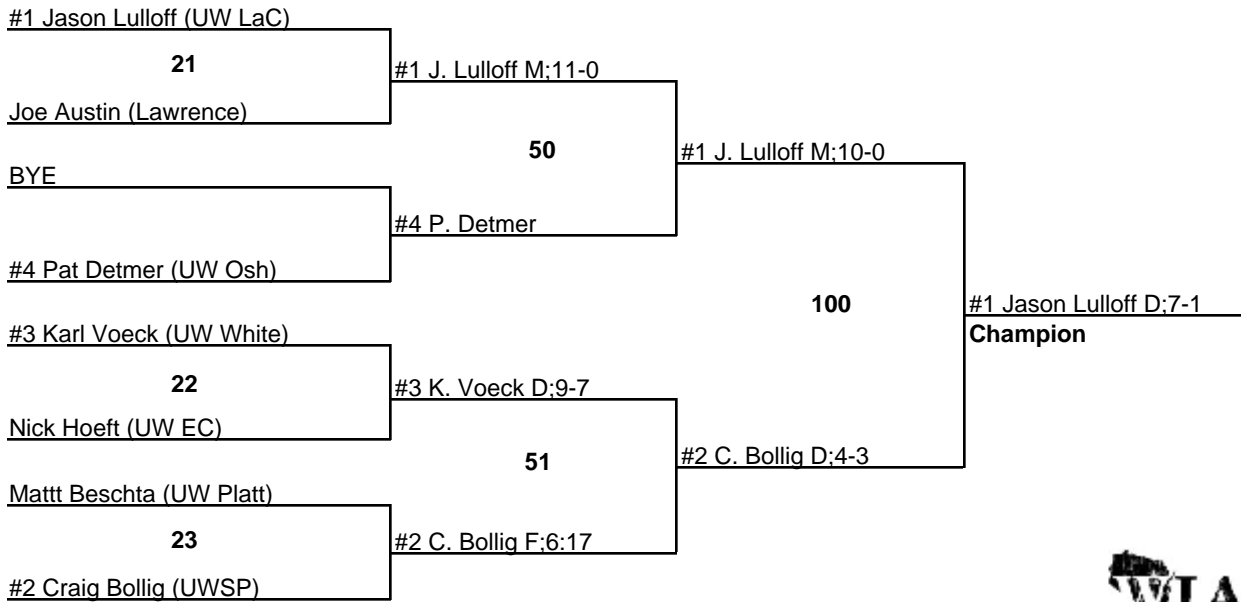 #1 Jason Lulloff (UW LaC)
21
#1 J. Lulloff M;11-0
Joe Austin (Lawrence)
50
#1 J. Lulloff M;10-0
BYE
#4 P. Detmer
#4 Pat Detmer (UW Osh)
100
#1 Jason Lulloff D;7-1
Champion
#3 Karl Voeck (UW White)
22
#3 K. Voeck D;9-7
Nick Hoeft (UW EC)
51
#2 C. Bollig D;4-3
Mattt Beschta (UW Platt)
23
#2 C. Bollig F;6:17
#2 Craig Bollig (UWSP)